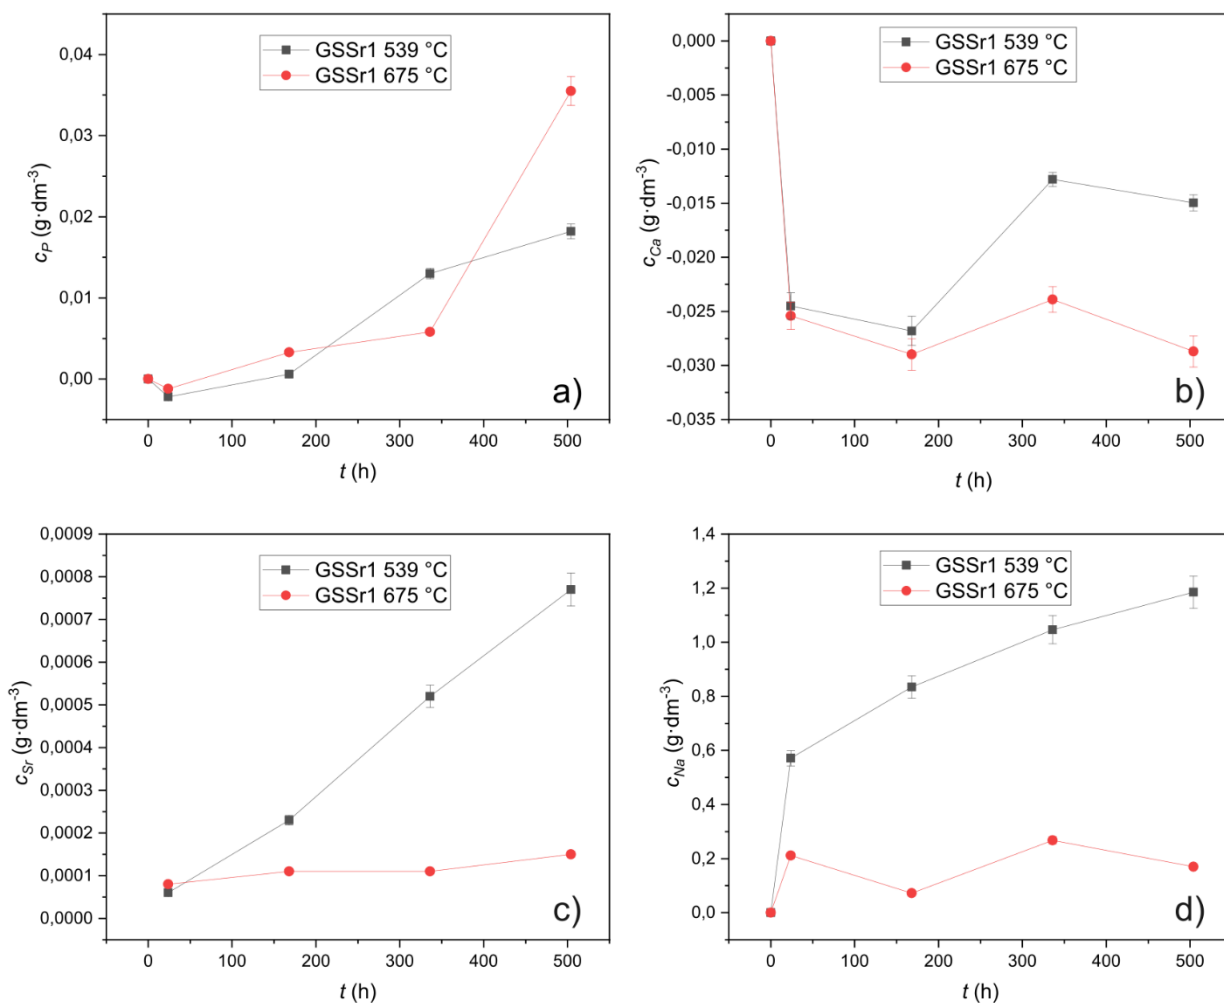 0,04
0,03
0,02
0,01
0,00
c_P (g·dm⁻³)
GSSr1 539 °C
GSSr1 675 °C
a)
0 100 200 300 400 500
t (h)
0,000
-0,005
-0,010
-0,015
-0,020
-0,025
-0,030
-0,035
c_Ca (g·dm⁻³)
GSSr1 539 °C
GSSr1 675 °C
b)
0 100 200 300 400 500
t (h)
0,0009
0,0008
0,0007
0,0006
0,0005
0,0004
0,0003
0,0002
0,0001
0,0000
c_Sr (g·dm⁻³)
GSSr1 539 °C
GSSr1 675 °C
c)
0 100 200 300 400 500
t (h)
1,4
1,2
1,0
0,8
0,6
0,4
0,2
0,0
c_Na (g·dm⁻³)
GSSr1 539 °C
GSSr1 675 °C
d)
0 100 200 300 400 500
t (h)